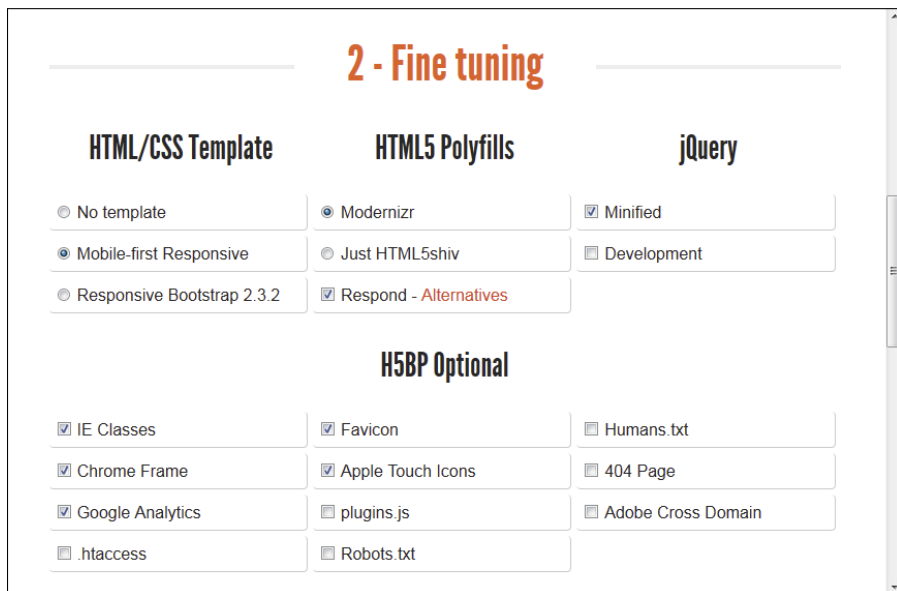 2 - Fine tuning
HTML/CSS Template
HTML5 Polyfills
jQuery
No template
Modernizr
Minified
Mobile-first Responsive
Just HTML5shiv
Development
Responsive Bootstrap 2.3.2
Respond - Alternatives
H5BP Optional
IE Classes
Favicon
Humans.txt
Chrome Frame
Apple Touch Icons
404 Page
Google Analytics
plugins.js
Adobe Cross Domain
.htaccess
Robots.txt